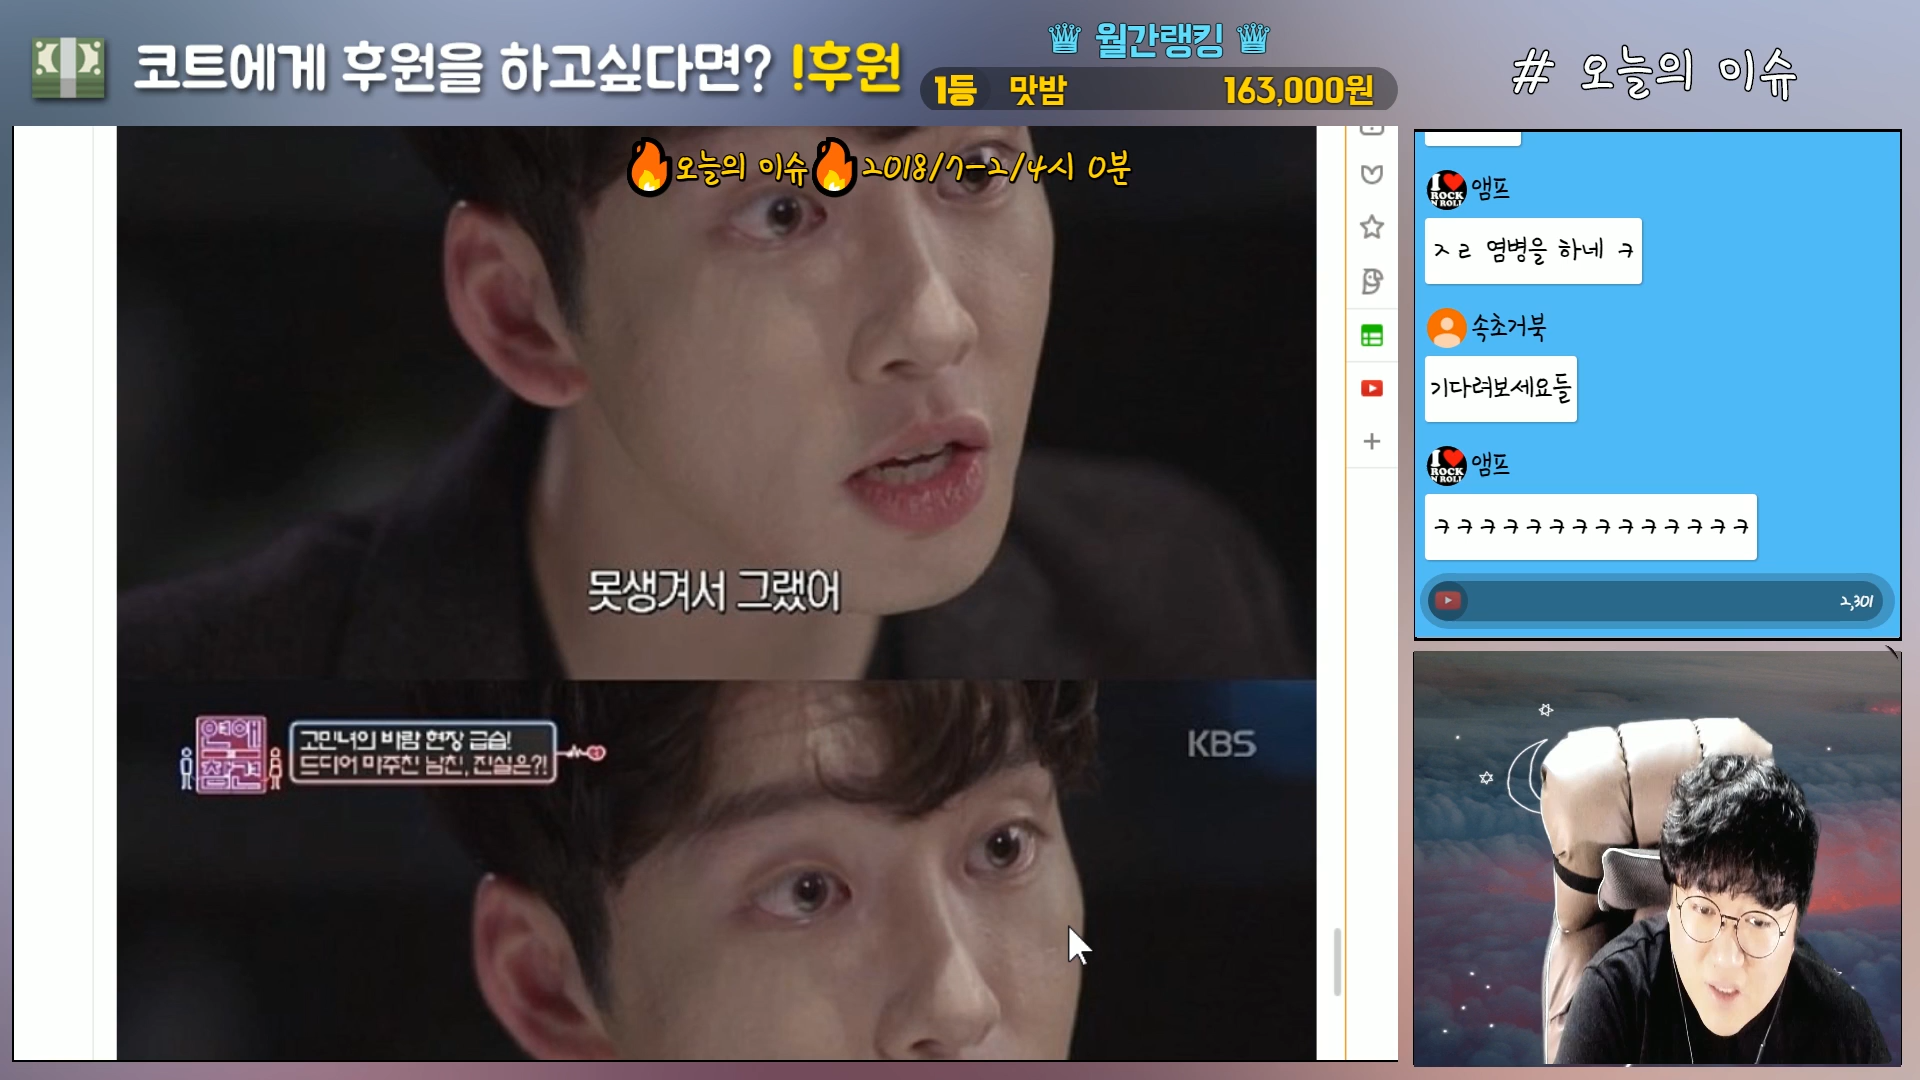 코트에게 후원을 하고싶다면? !후원
월간랭킹
1등 맛밤 163,000원
# 오늘의 이슈
오늘의 이슈 2018/7-2/4시 0분
못생겨서 그랬어
연애의 참견
고민녀의 바람 현장 급습!
드디어 마주친 남친, 진실은?!
KBS
I ROCK N ROLL
앰프
ㅈㄹ 염병을 하네 ㅋ
속초거북
기다려보세요들
I ROCK N ROLL
앰프
ㅋㅋㅋㅋㅋㅋㅋㅋㅋㅋㅋㅋㅋㅋ
2,301